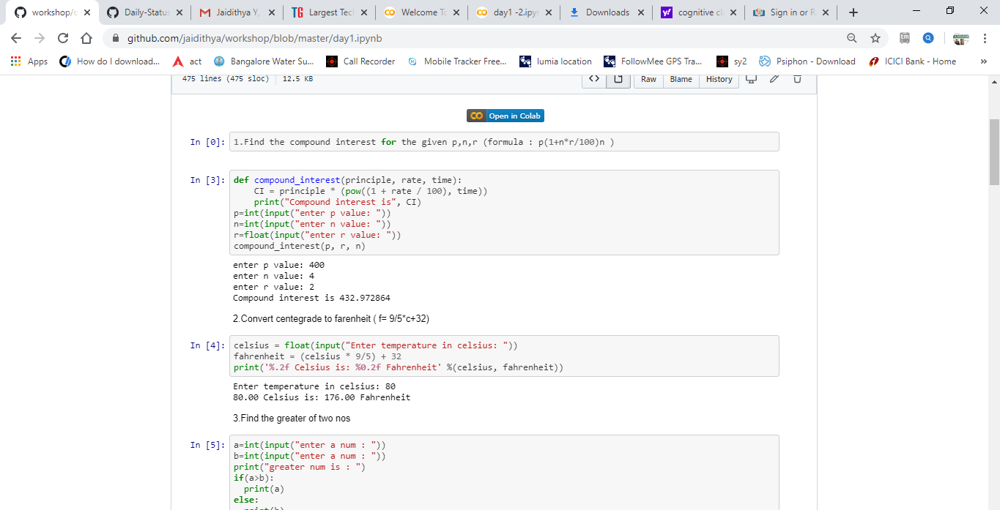 workshop/d
Daily-Status
Jaidithya Y,
Largest Tech
Welcome To
day1 -2.ipyn
Downloads
cognitive cl
Sign in or R
github.com/jaidithya/workshop/blob/master/day1.ipynb
Apps
How do I download...
act
Bangalore Water Su...
Call Recorder
Mobile Tracker Free...
lumia location
FollowMee GPS Tra...
sy2
Psiphon - Download
ICICI Bank - Home
»
475 lines (475 sloc) 12.5 KB
<> Raw Blame History
Open in Colab
In [0]: 1.Find the compound interest for the given p,n,r (formula : p(1+n*r/100)n )
In [3]: def compound_interest(principle, rate, time):
CI = principle * (pow((1 + rate / 100), time))
print("Compound interest is", CI)
p=int(input("enter p value: "))
n=int(input("enter n value: "))
r=float(input("enter r value: "))
compound_interest(p, r, n)
enter p value: 400
enter n value: 4
enter r value: 2
Compound interest is 432.972864
2.Convert centegrade to farenheit ( f= 9/5*c+32)
In [4]: celsius = float(input("Enter temperature in celsius: "))
fahrenheit = (celsius * 9/5) + 32
print('%.2f Celsius is: %0.2f Fahrenheit' %(celsius, fahrenheit))
Enter temperature in celsius: 80
80.00 Celsius is: 176.00 Fahrenheit
3.Find the greater of two nos
In [5]: a=int(input("enter a num : "))
b=int(input("enter a num : "))
print("greater num is : ")
if(a>b):
print(a)
else:
print(b)